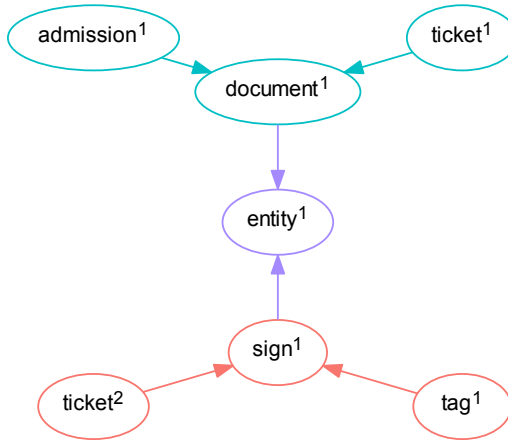 admission¹ ticket¹
document¹
entity¹
sign¹
ticket² tag¹